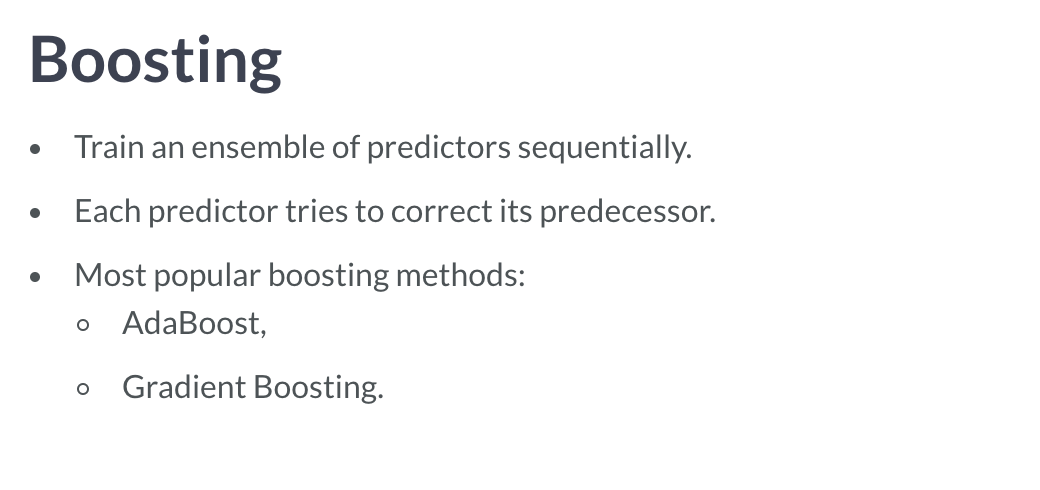 Boosting
Train an ensemble of predictors sequentially.
Each predictor tries to correct its predecessor.
Most popular boosting methods:
AdaBoost,
Gradient Boosting.